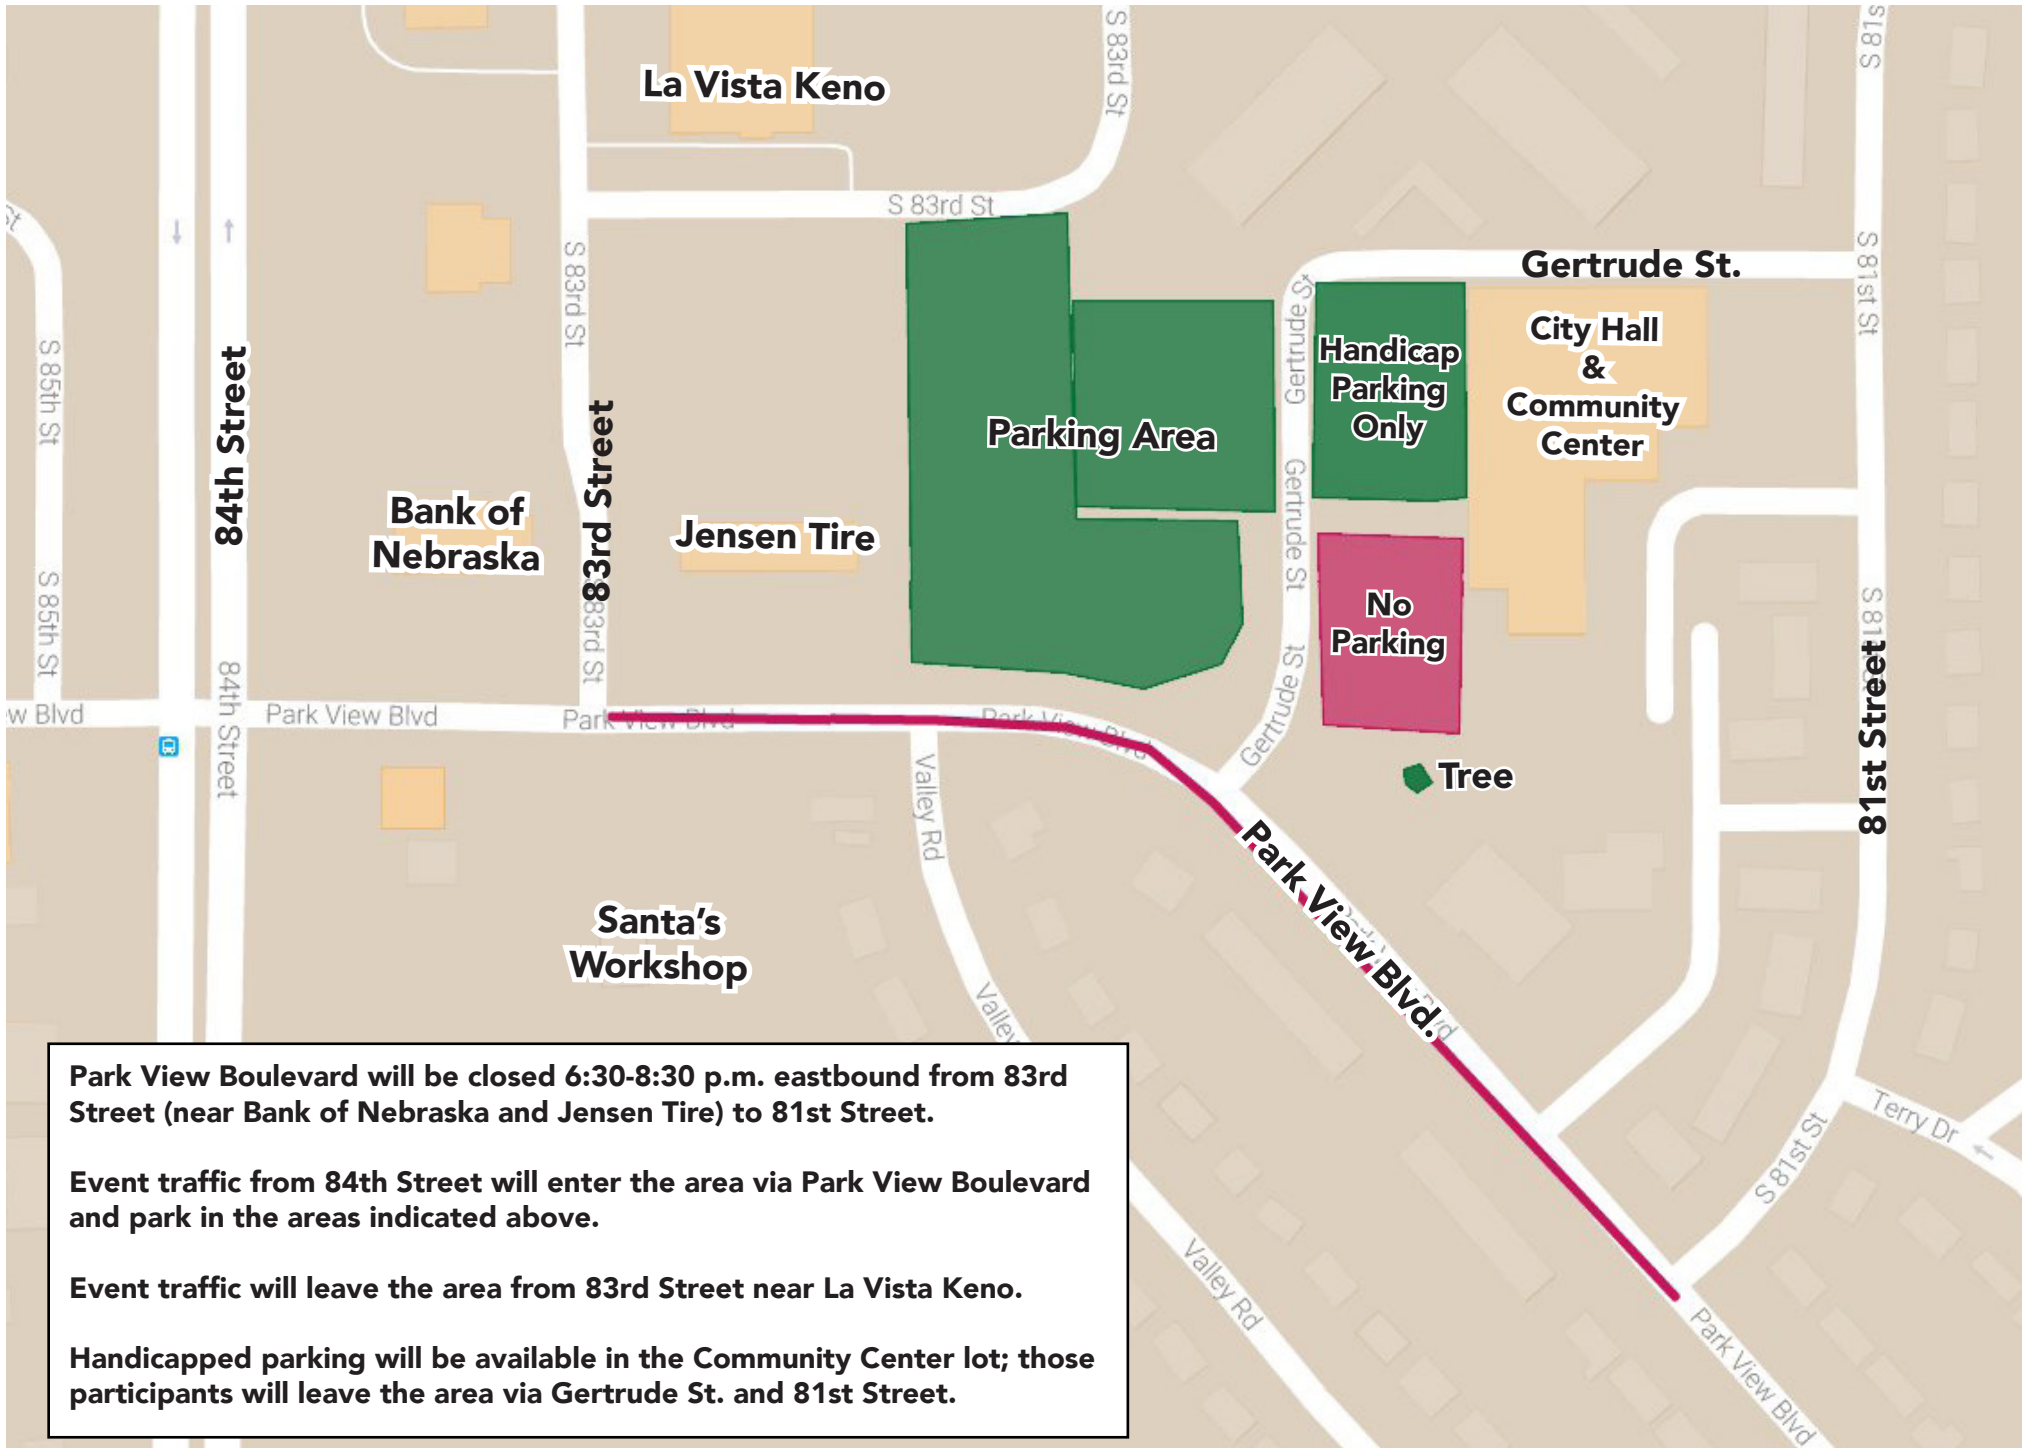 La Vista Keno
S 83rd St
S 81s
St
S 83rd St
S 83rd St
Gertrude St.
S 81st St
City Hall
&
Community
Center
Handicap
Parking
Only
Gertrude St
84th Street
S 85th St
83rd Street
Parking Area
Bank of
Nebraska
Jensen Tire
Gertrude St
No
Parking
S 85th St
83rd St
S 81
81st Street
84th Street
Gertrude St
w Blvd
Park View Blvd
Park View Blvd
Park View Blvd
Tree
Valley Rd
Park View Blvd.
Santa's
Workshop
Valley
Park View Boulevard will be closed 6:30-8:30 p.m. eastbound from 83rd
Street (near Bank of Nebraska and Jensen Tire) to 81st Street.
Event traffic from 84th Street will enter the area via Park View Boulevard
and park in the areas indicated above.
Event traffic will leave the area from 83rd Street near La Vista Keno.
Handicapped parking will be available in the Community Center lot; those
participants will leave the area via Gertrude St. and 81st Street.
Terry Dr
S 81st St
Valley Rd
Park View Blvd